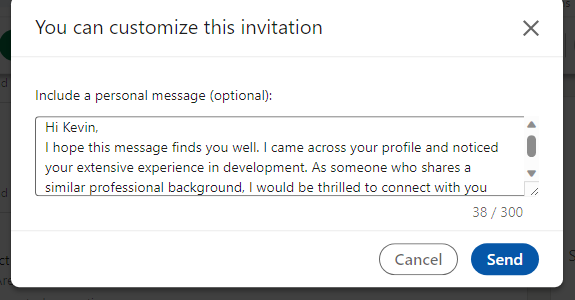 You can customize this invitation
Include a personal message (optional):
Hi Kevin,
I hope this message finds you well. I came across your profile and noticed
your extensive experience in development. As someone who shares a
similar professional background, I would be thrilled to connect with you
38 / 300
Cancel
Send